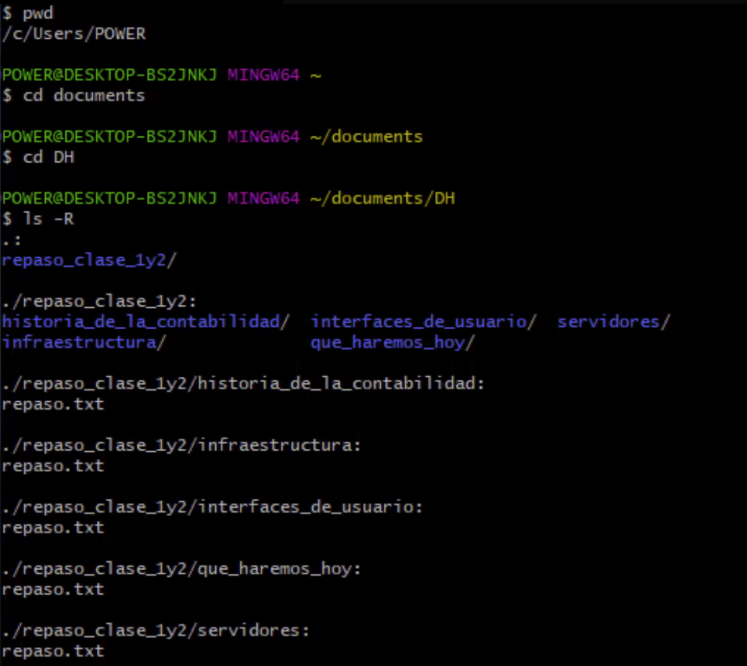 $ pwd
/c/Users/POWER
POWER@DESKTOP-BS2JNKJ MINGW64 ~
$ cd documents
POWER@DESKTOP-BS2JNKJ MINGW64 ~/documents
$ cd DH
POWER@DESKTOP-BS2JNKJ MINGW64 ~/documents/DH
$ ls -R
.:
repaso_clase_1y2/
./repaso_clase_1y2:
historia_de_la_contabilidad/  interfaces_de_usuario/  servidores/
infraestructura/              que_haremos_hoy/
./repaso_clase_1y2/historia_de_la_contabilidad:
repaso.txt
./repaso_clase_1y2/infraestructura:
repaso.txt
./repaso_clase_1y2/interfaces_de_usuario:
repaso.txt
./repaso_clase_1y2/que_haremos_hoy:
repaso.txt
./repaso_clase_1y2/servidores:
repaso.txt